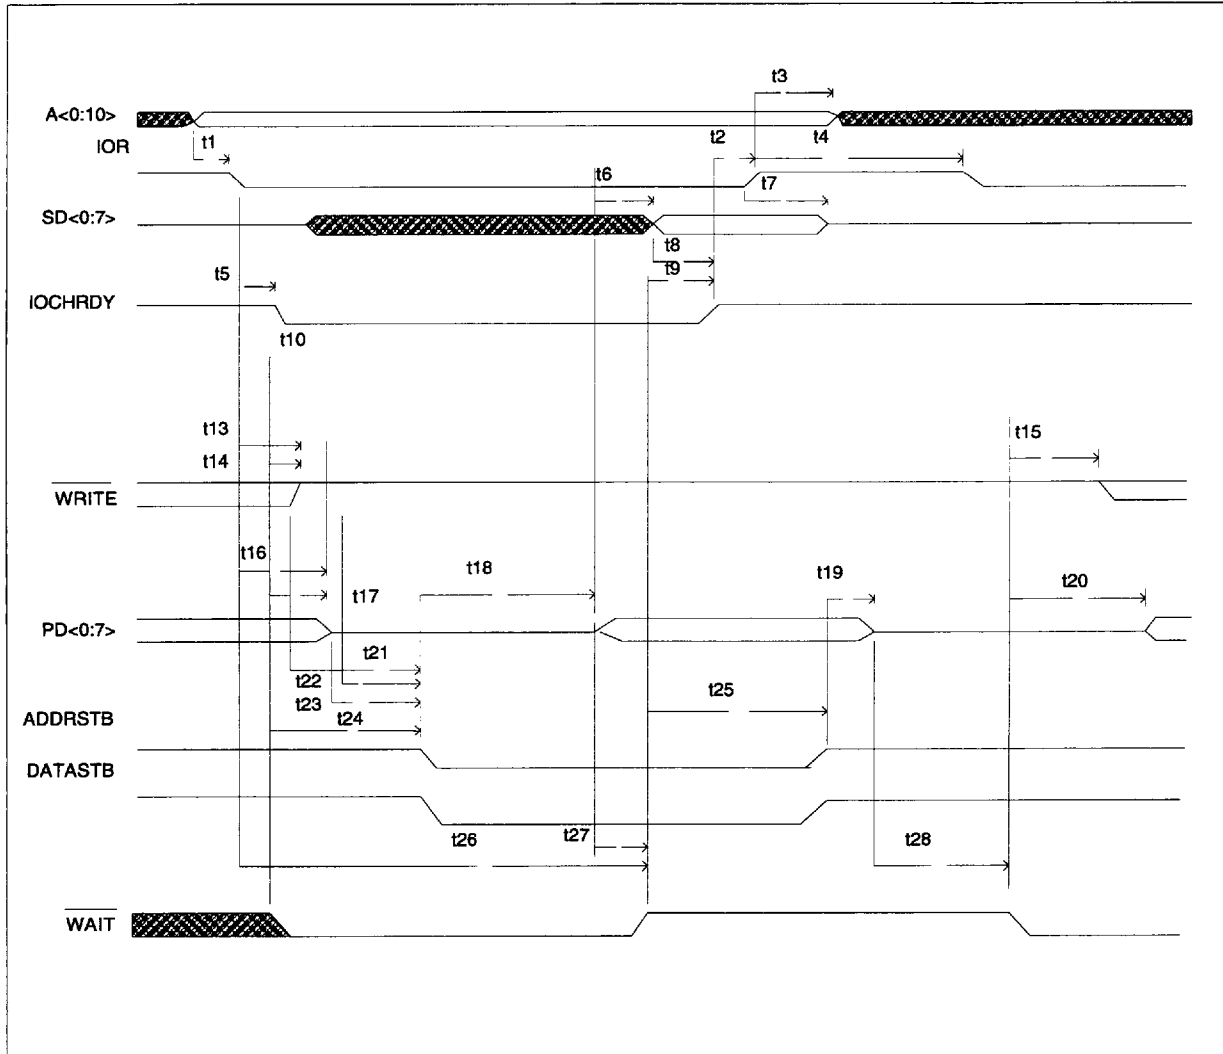 t3
A<0:10>
t1 t2 t4
IOR
t6 t7
SD<0:7>
t8
t5 t9
IOCHRDY
t10
t13 t15
t14
WRITE
t16 t18 t19 t20
t17
PD<0:7>
t21
t22
t23 t25
ADDRSTB t24
DATASTB
t26 t27 t28
WAIT